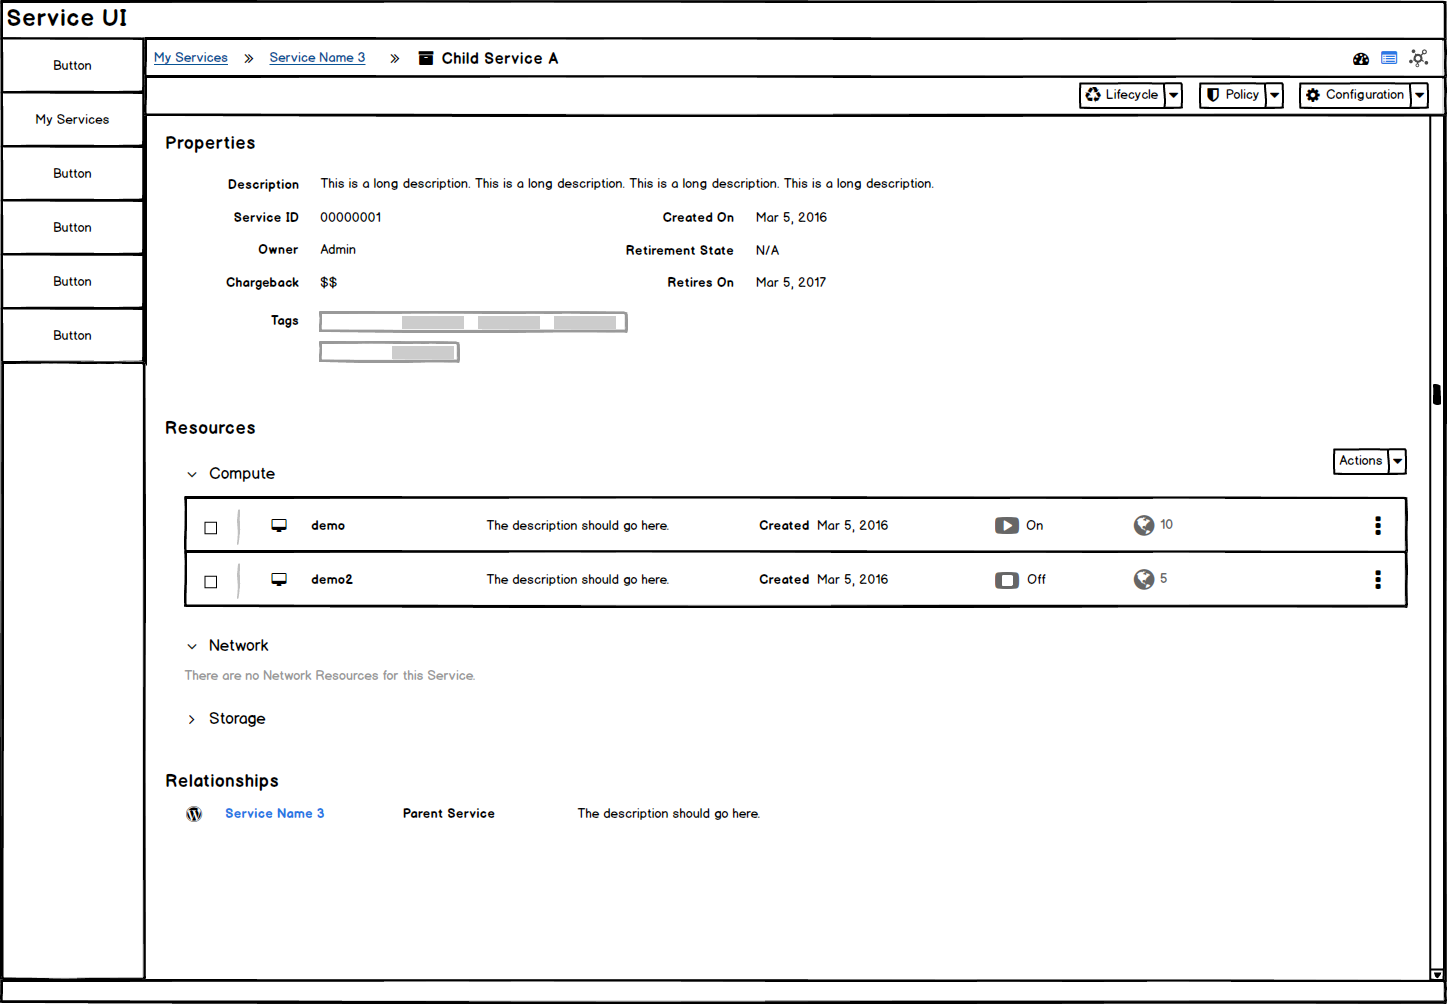 Service UI
Button
My Services
Button
Button
Button
Button
My Services » Service Name 3 » Child Service A
Lifecycle Policy Configuration
Properties
Description This is a long description. This is a long description. This is a long description. This is a long description.
Service ID 00000001 Created On Mar 5, 2016
Owner Admin Retirement State N/A
Chargeback $$ Retires On Mar 5, 2017
Tags
Resources
Actions
Compute
demo The description should go here. Created Mar 5, 2016 On 10
demo2 The description should go here. Created Mar 5, 2016 Off 5
Network
There are no Network Resources for this Service.
Storage
Relationships
Service Name 3 Parent Service The description should go here.